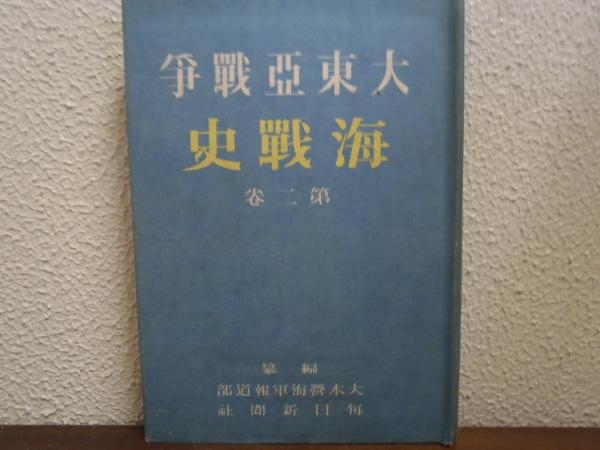 大東亞戰爭
海戰史
第二卷
編纂
大本營海軍報道部
每日新聞社